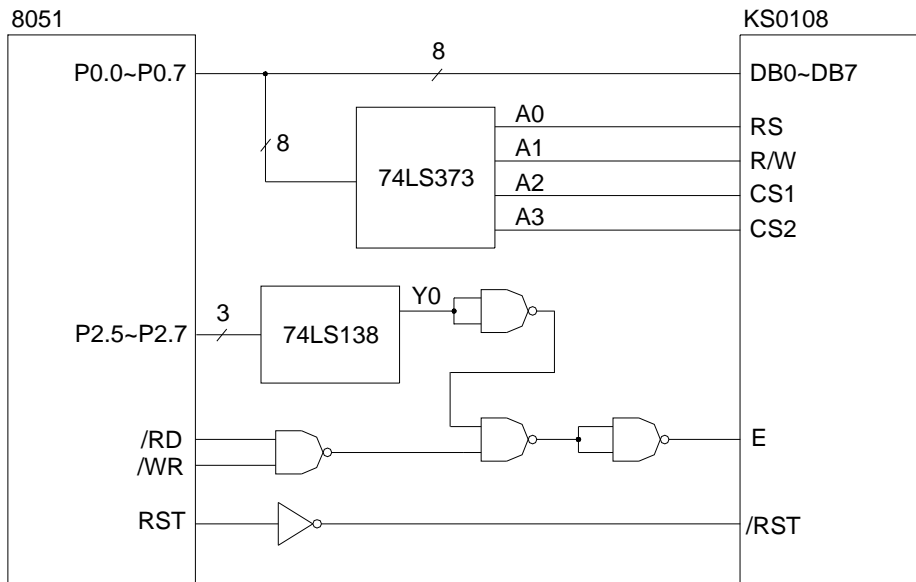 8051
KS0108
P0.0~P0.7
8
DB0~DB7
8
74LS373
A0
RS
A1
R/W
A2
CS1
A3
CS2
P2.5~P2.7
3
74LS138
Y0
/RD
/WR
E
RST
/RST